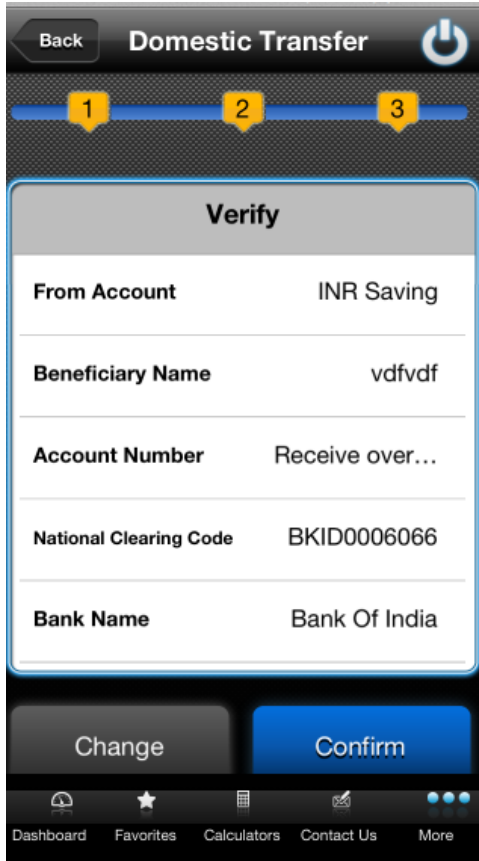 Back Domestic Transfer
1 2 3
Verify
From Account INR Saving
Beneficiary Name vdfvdf
Account Number Receive over...
National Clearing Code BKID0006066
Bank Name Bank Of India
Change Confirm
Dashboard Favorites Calculators Contact Us More